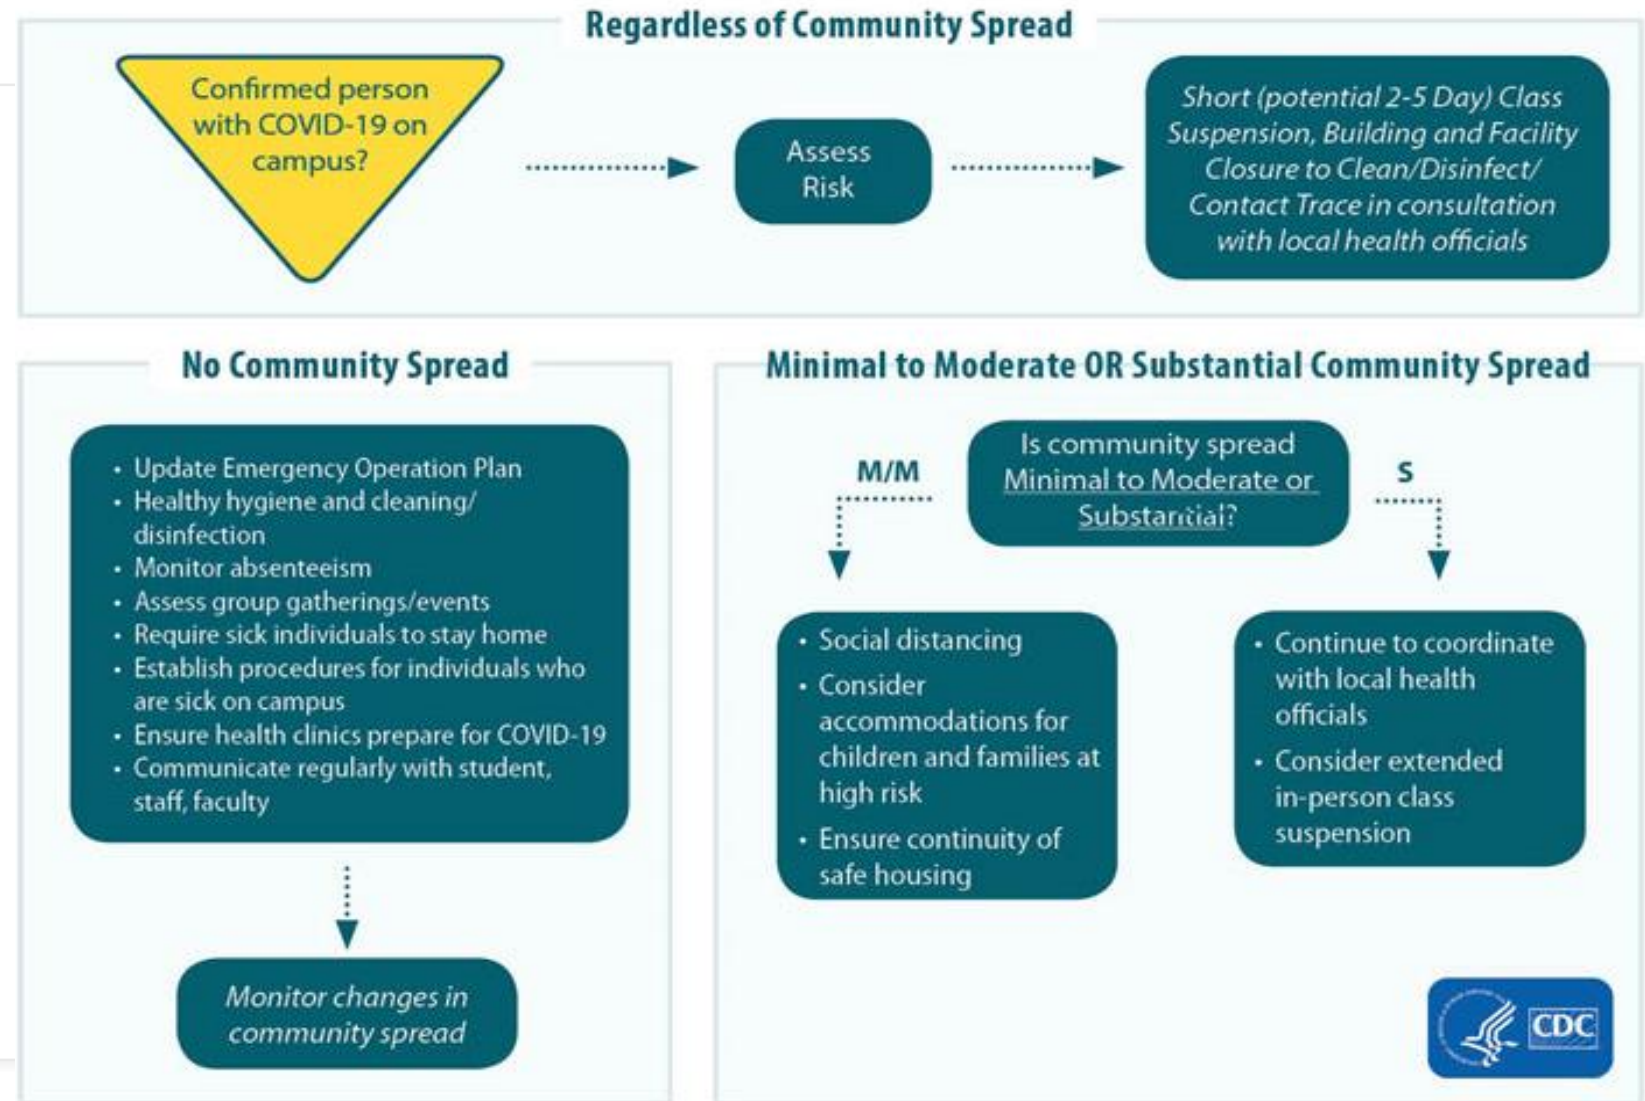 Regardless of Community Spread
Confirmed person
with COVID-19 on
campus?
Assess
Risk
Short (potential 2-5 Day) Class
Suspension, Building and Facility
Closure to Clean/Disinfect/
Contact Trace in consultation
with local health officials
No Community Spread
• Update Emergency Operation Plan
• Healthy hygiene and cleaning/
disinfection
• Monitor absenteeism
• Assess group gatherings/events
• Require sick individuals to stay home
• Establish procedures for individuals who
are sick on campus
• Ensure health clinics prepare for COVID-19
• Communicate regularly with student,
staff, faculty
Monitor changes in
community spread
Minimal to Moderate OR Substantial Community Spread
Is community spread
Minimal to Moderate or
Substantial?
M/M
S
• Social distancing
• Consider
accommodations for
children and families at
high risk
• Ensure continuity of
safe housing
• Continue to coordinate
with local health
officials
• Consider extended
in-person class
suspension
CDC